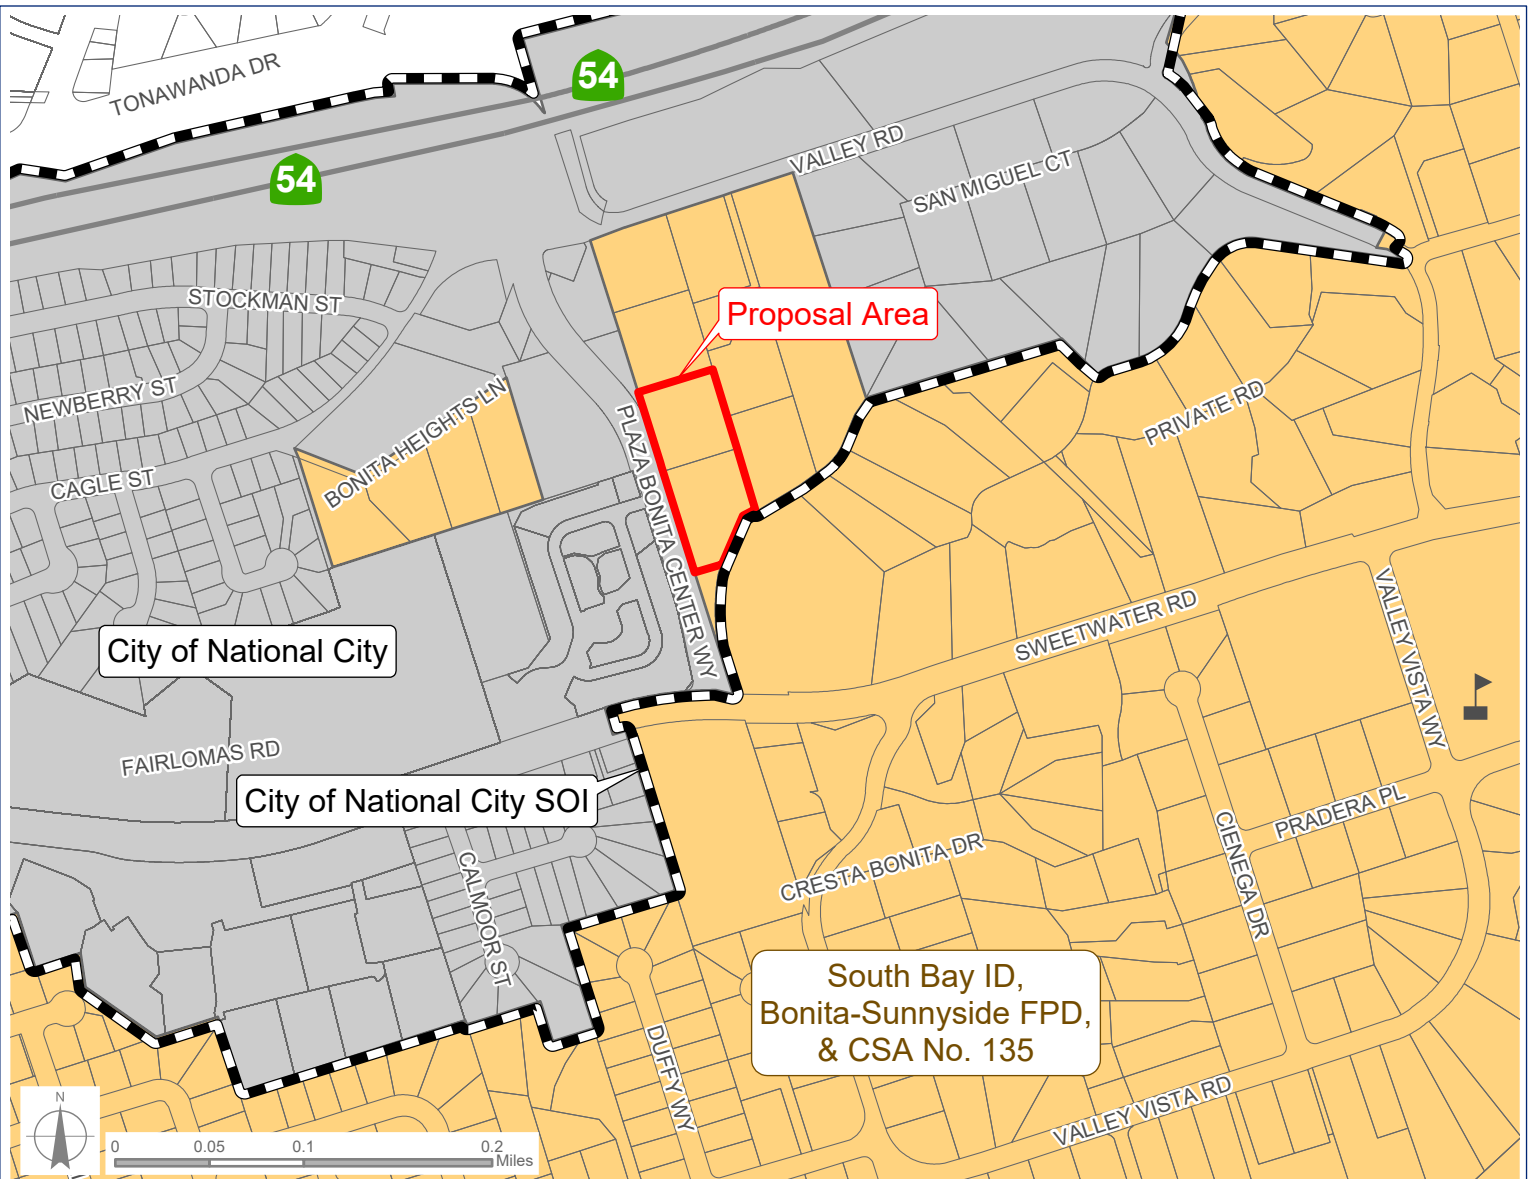 54
TONAWANDA DR
54
VALLEY RD
SAN MIGUEL CT
STOCKMAN ST
Proposal Area
NEWBERRY ST
BONITA HEIGHTS LN
PLAZA BONITA CENTER WY
PRIVATE RD
CAGLE ST
SWEETWATER RD
VALLEY VISTA WY
City of National City
FAIRLOMAS RD
City of National City SOI
PRADERA PL
CIENEGA DR
CALMOOR ST
CRESTA BONITA DR
South Bay ID,
Bonita-Sunnyside FPD,
& CSA No. 135
DUFFY WY
VALLEY VISTA RD
N
0 0.05 0.1 0.2
Miles